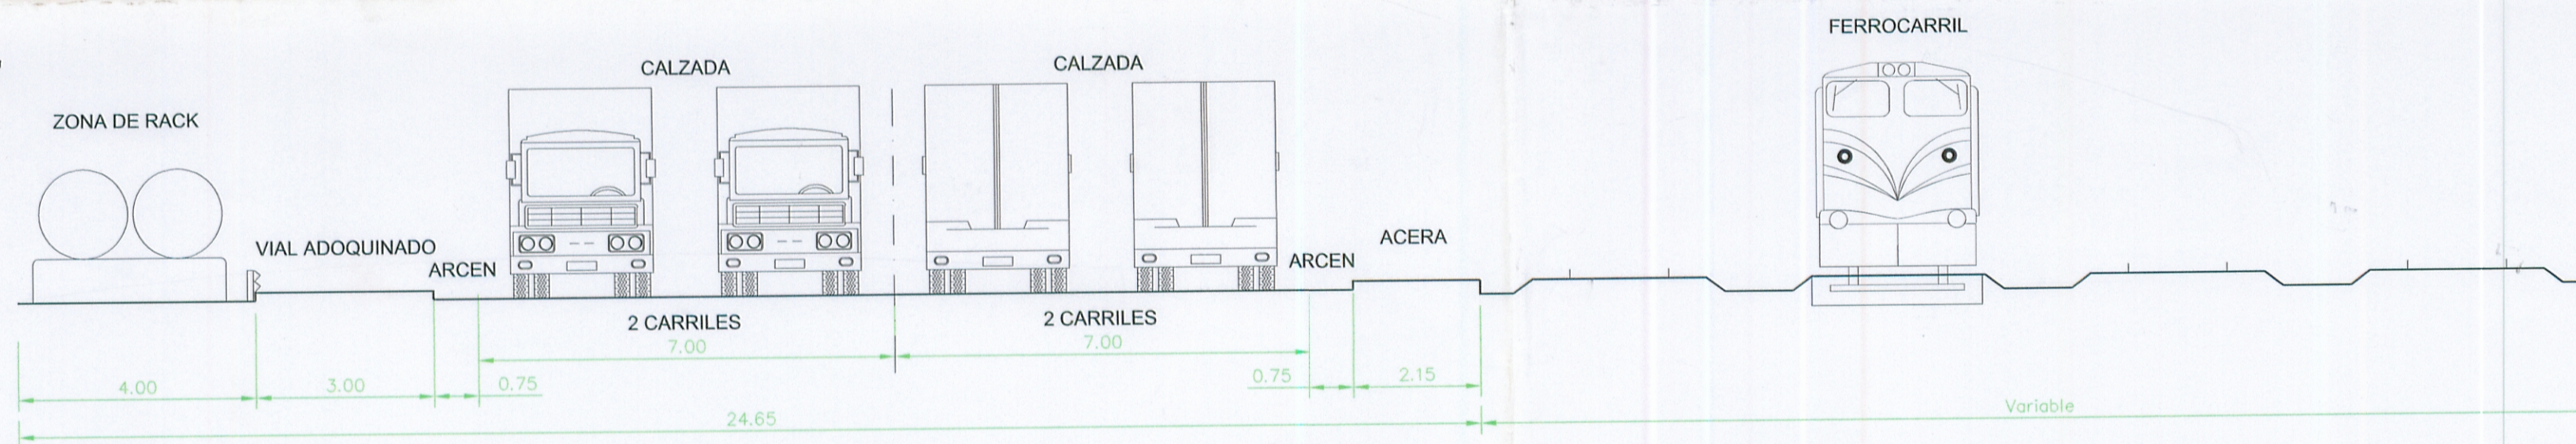 FERROCARRIL
CALZADA
CALZADA
ZONA DE RACK
VIAL ADOQUINADO
ARCEN
ARCEN
ACERA
2 CARRILES
2 CARRILES
7.00
7.00
4.00
3.00
0.75
0.75
2.15
24.65
Variable